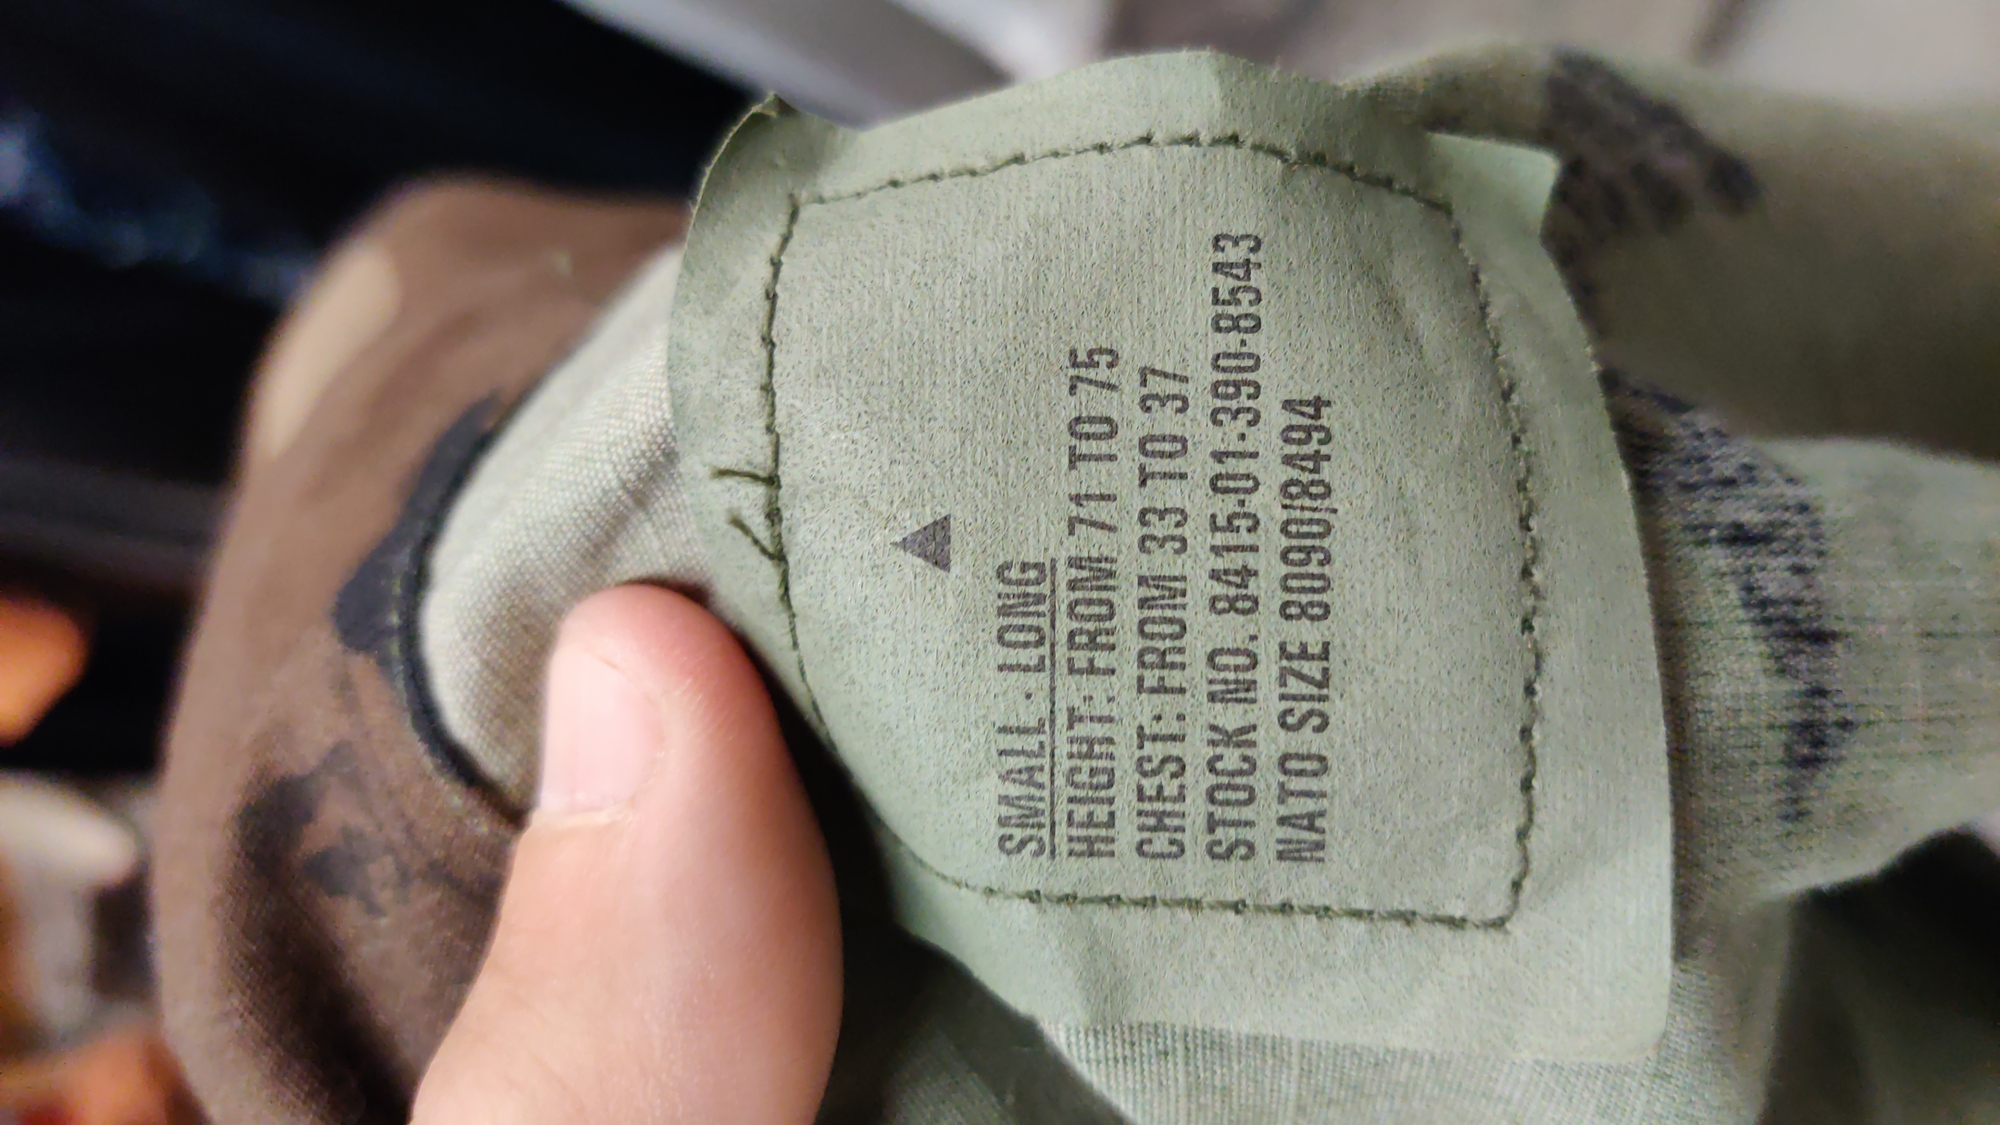 SMALL - LONG
HEIGHT: FROM 71 TO 75
CHEST: FROM 33 TO 37
STOCK NO. 8415-01-390-8543
NATO SIZE 8090/8494